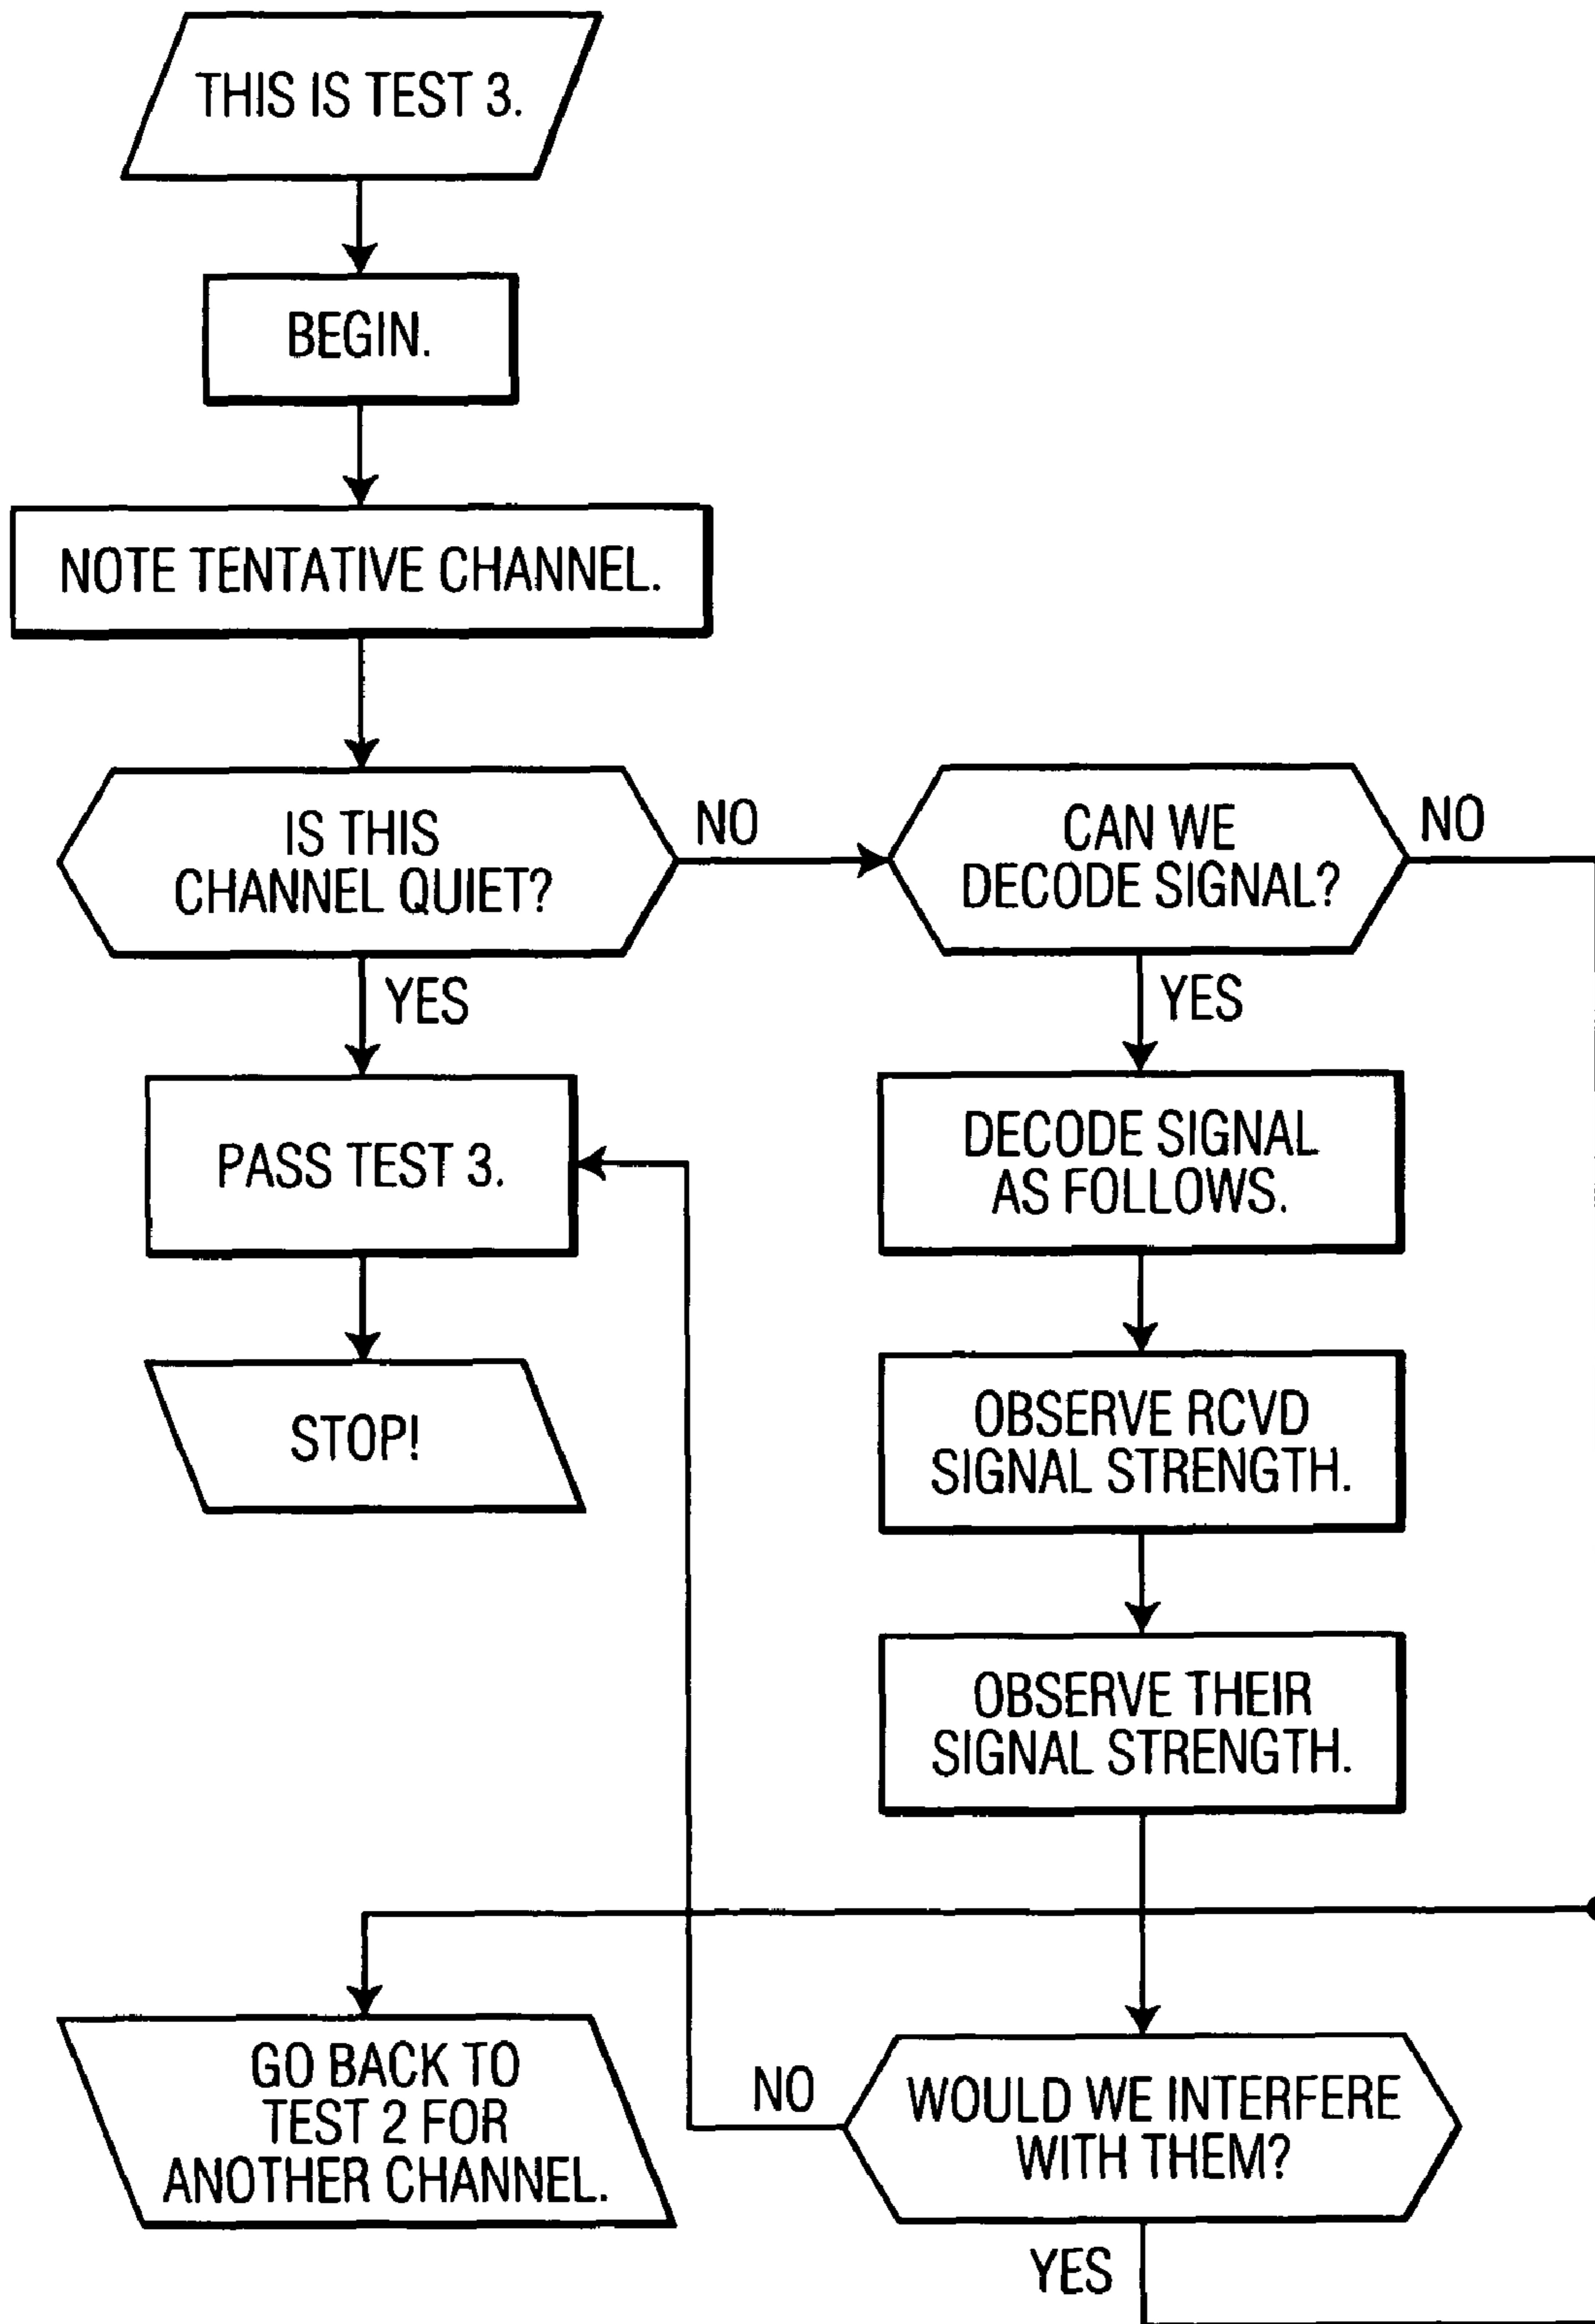 THIS IS TEST 3.
BEGIN.
NOTE TENTATIVE CHANNEL.
IS THIS
CHANNEL QUIET?
NO
CAN WE
DECODE SIGNAL?
NO
YES
YES
PASS TEST 3.
DECODE SIGNAL
AS FOLLOWS.
STOP!
OBSERVE RCVD
SIGNAL STRENGTH.
OBSERVE THEIR
SIGNAL STRENGTH.
GO BACK TO
TEST 2 FOR
ANOTHER CHANNEL.
NO
WOULD WE INTERFERE
WITH THEM?
YES